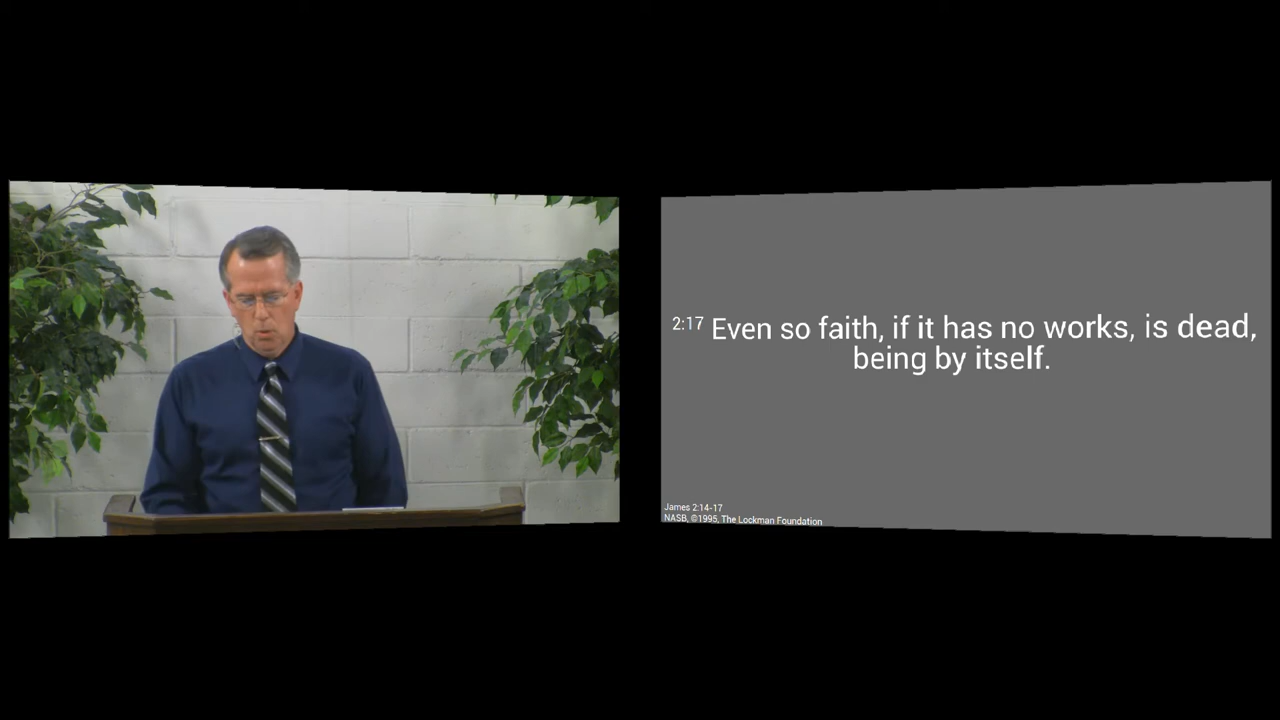 2:17 Even so faith, if it has no works, is dead,
being by itself.
James 2:14-17
NASB, ©1995, The Lockman Foundation